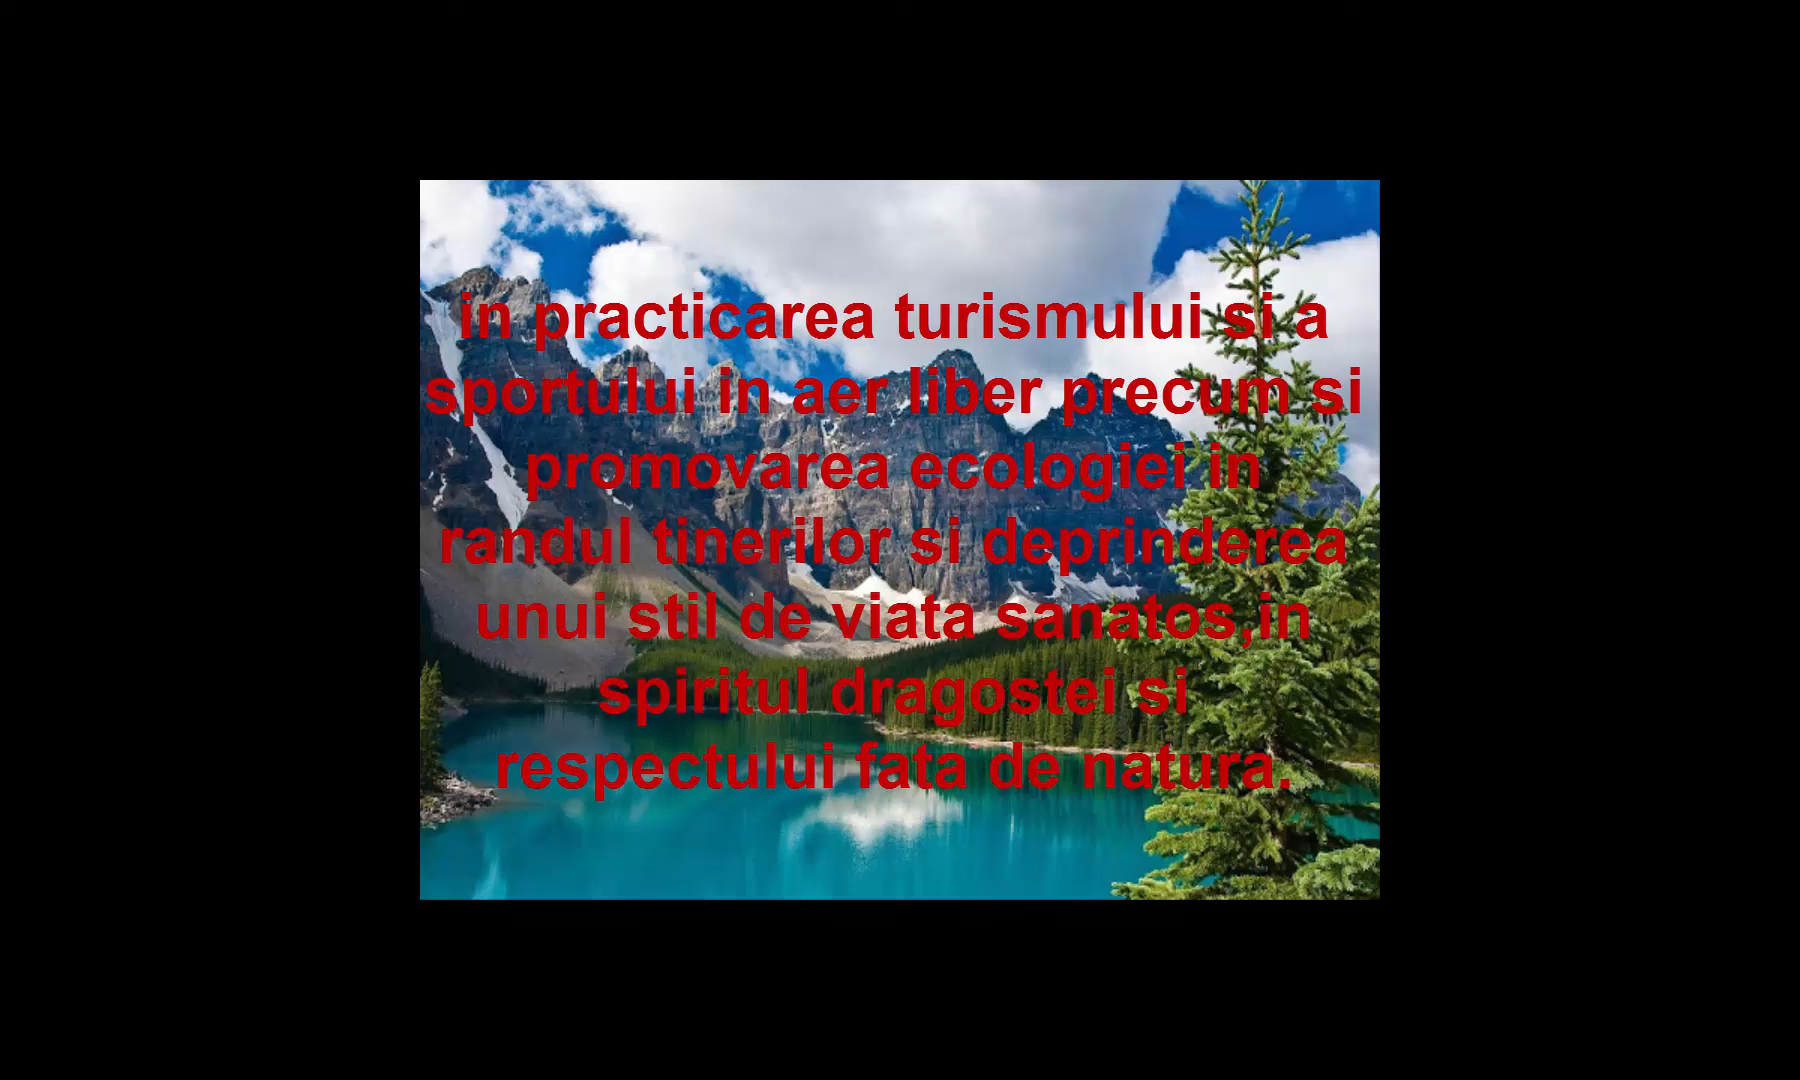 in practicarea turismului si a
sportului in aer liber precum si
promovarea ecologiei in
randul tinerilor si deprinderea
unui stil de viata sanatos,in
spiritul dragostei si
respectului fata de natura.